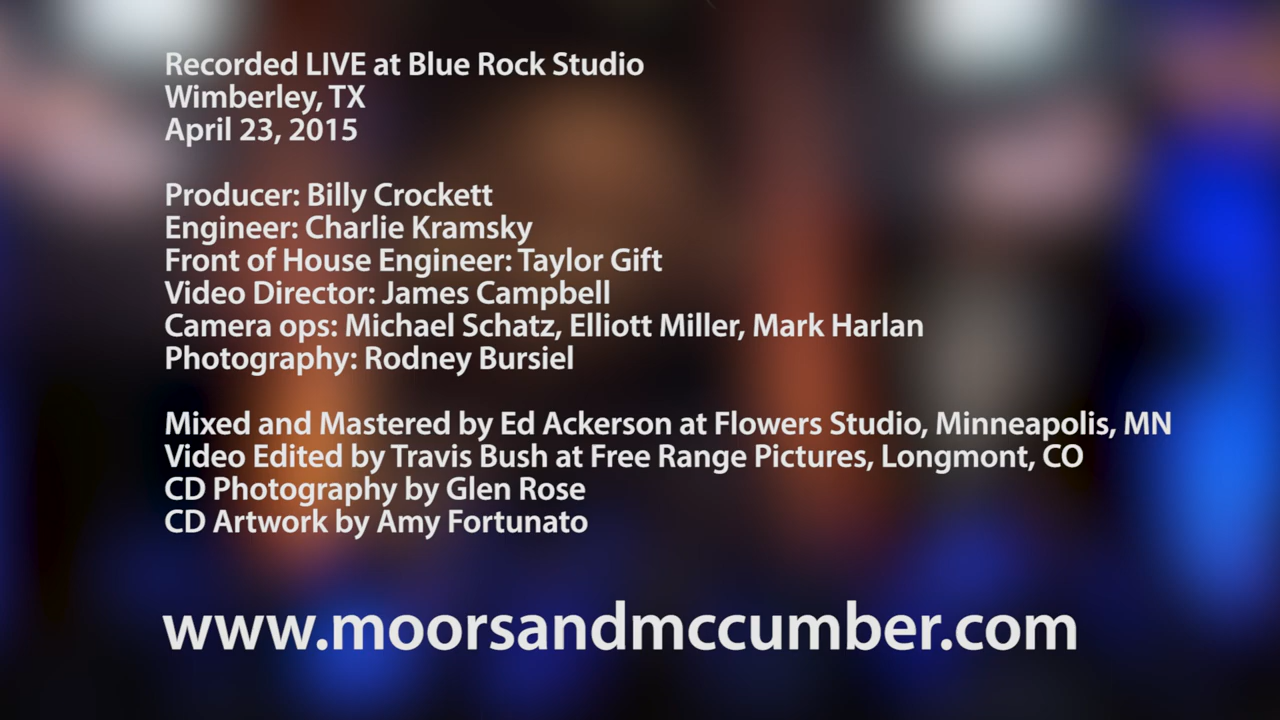 Recorded LIVE at Blue Rock Studio
Wimberley, TX
April 23, 2015
Producer: Billy Crockett
Engineer: Charlie Kramsky
Front of House Engineer: Taylor Gift
Video Director: James Campbell
Camera ops: Michael Schatz, Elliott Miller, Mark Harlan
Photography: Rodney Bursiel
Mixed and Mastered by Ed Ackerson at Flowers Studio, Minneapolis, MN
Video Edited by Travis Bush at Free Range Pictures, Longmont, CO
CD Photography by Glen Rose
CD Artwork by Amy Fortunato
www.moorsandmccumber.com